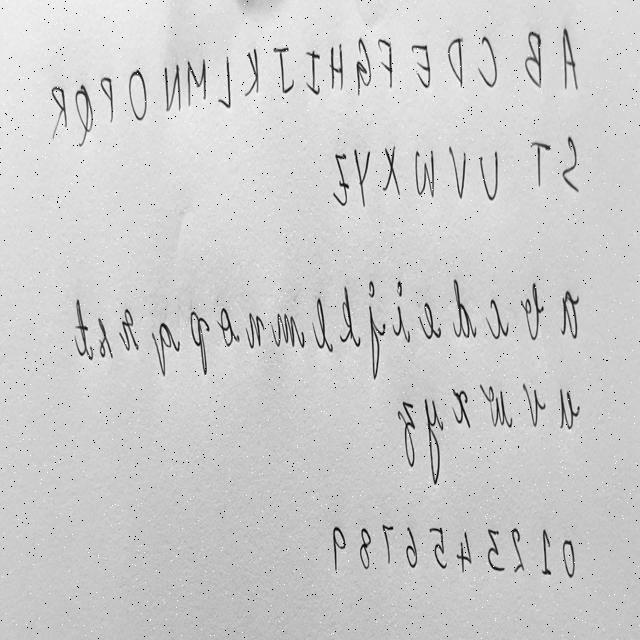 A B C D E F G H I J K L M N O P Q R
S T U V W X Y Z
a b c d e i j k l m n o p q r s t
u v w x y z
0 1 2 3 4 5 6 7 8 9